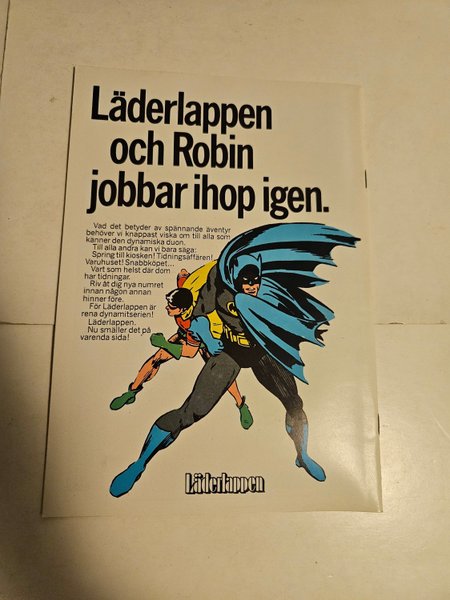 Läderlappen
och Robin
jobbar ihop igen.
Vad det betyder av spännande äventyr
behöver vi knappast viska om till alla som
känner den dynamiska duon.
Till alla andra kan vi bara säga:
Spring till kiosken! Tidningsaffären!
Varuhuset! Snabbköpet...
Vart som helst där dom
har tidningar.
Riv åt dig nya numret
innan någon annan
hinner före.
För Läderlappen är
rena dynamitserien!
Läderlappen.
Nu smäller det på
varenda sida!
Läderlappen